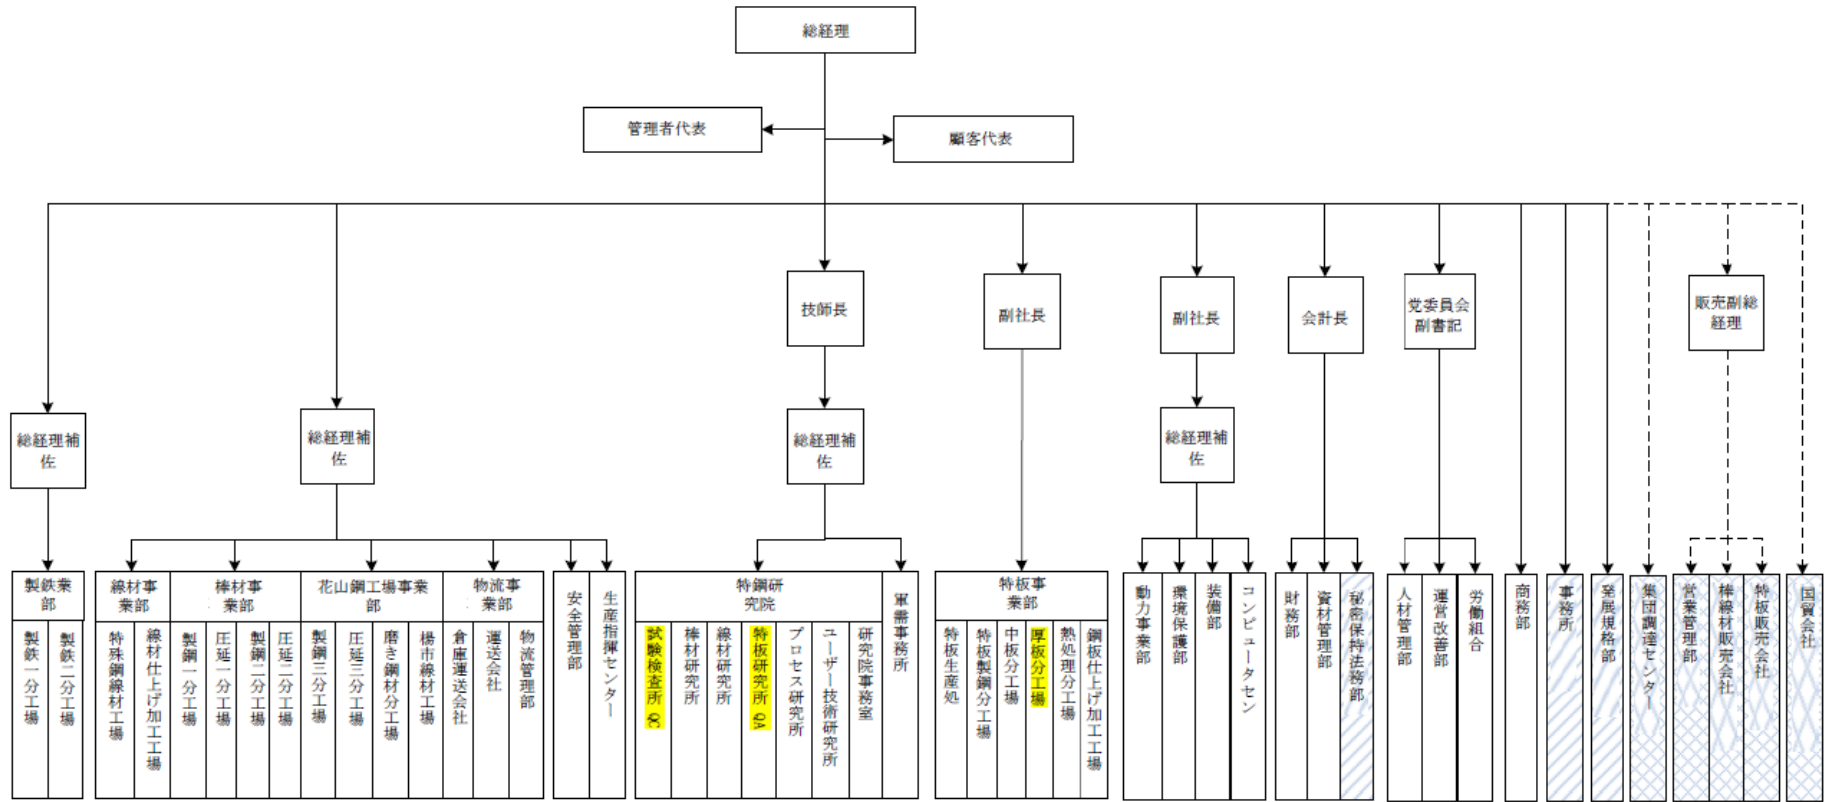 総経理
管理者代表
顧客代表
技師長
副社長
副社長
会計長
党委員会
副書記
販売副総
経理
総経理補
佐
総経理補
佐
総経理補
佐
総経理補
佐
製鉄業
部
線材事
業部
棒材事
業部
花山鋼工場事業
部
物流事
業部
安全管理部
生産指揮センター
特鋼研
究院
軍需事務所
特板事
業部
動力事業部
環境保護部
装備部
コンピュータセン
財務部
資材管理部
秘密保持法務部
人材管理部
運営改善部
労働組合
商務部
事務所
発展規格部
集団調達センター
営業管理部
棒線材販売会社
特板販売会社
国貿会社
製鉄一分工場
製鉄二分工場
特殊鋼線材工場
線材仕上げ加工工場
製鋼一分工場
圧延一分工場
製鋼二分工場
圧延二分工場
製鋼三分工場
圧延三分工場
磨き鋼材分工場
楊市線材工場
倉庫運送会社
運送会社
物流管理部
試験検査所 QC
棒材研究所
線材研究所
特板研究所 QA
プロセス研究所
ユーザー技術研究所
研究院事務室
特板生産処
特板製鋼分工場
中板分工場
厚板分工場
熱処理分工場
鋼板仕上げ加工工場